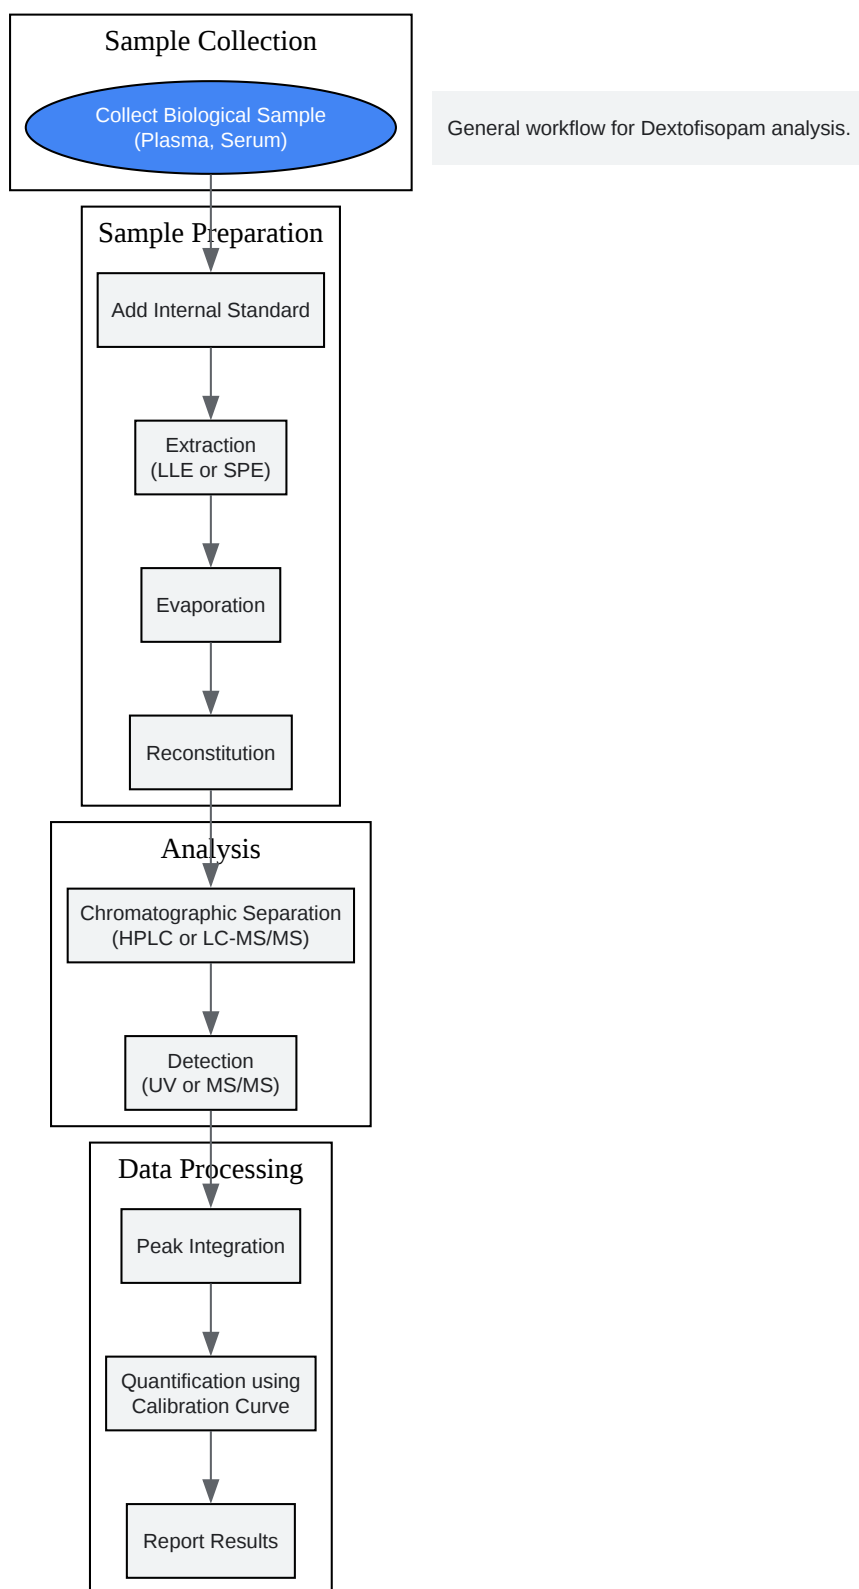 Sample Collection
Collect Biological Sample
(Plasma, Serum)
General workflow for Dextofisopam analysis.
Sample Preparation
Add Internal Standard
Extraction
(LLE or SPE)
Evaporation
Reconstitution
Analysis
Chromatographic Separation
(HPLC or LC-MS/MS)
Detection
(UV or MS/MS)
Data Processing
Peak Integration
Quantification using
Calibration Curve
Report Results